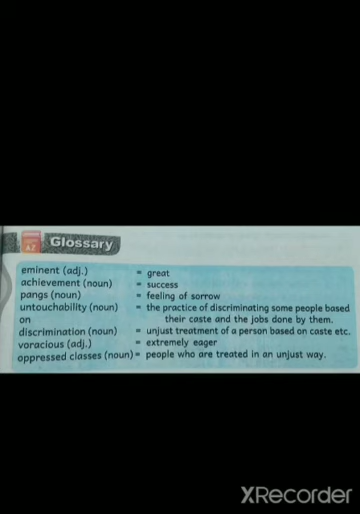 Glossary
eminent (adj.) = great
achievement (noun) = success
pangs (noun) = feeling of sorrow
untouchability (noun) = the practice of discriminating some people based
on their caste and the jobs done by them.
discrimination (noun) = unjust treatment of a person based on caste etc.
voracious (adj.) = extremely eager
oppressed classes (noun) = people who are treated in an unjust way.
XRecorder